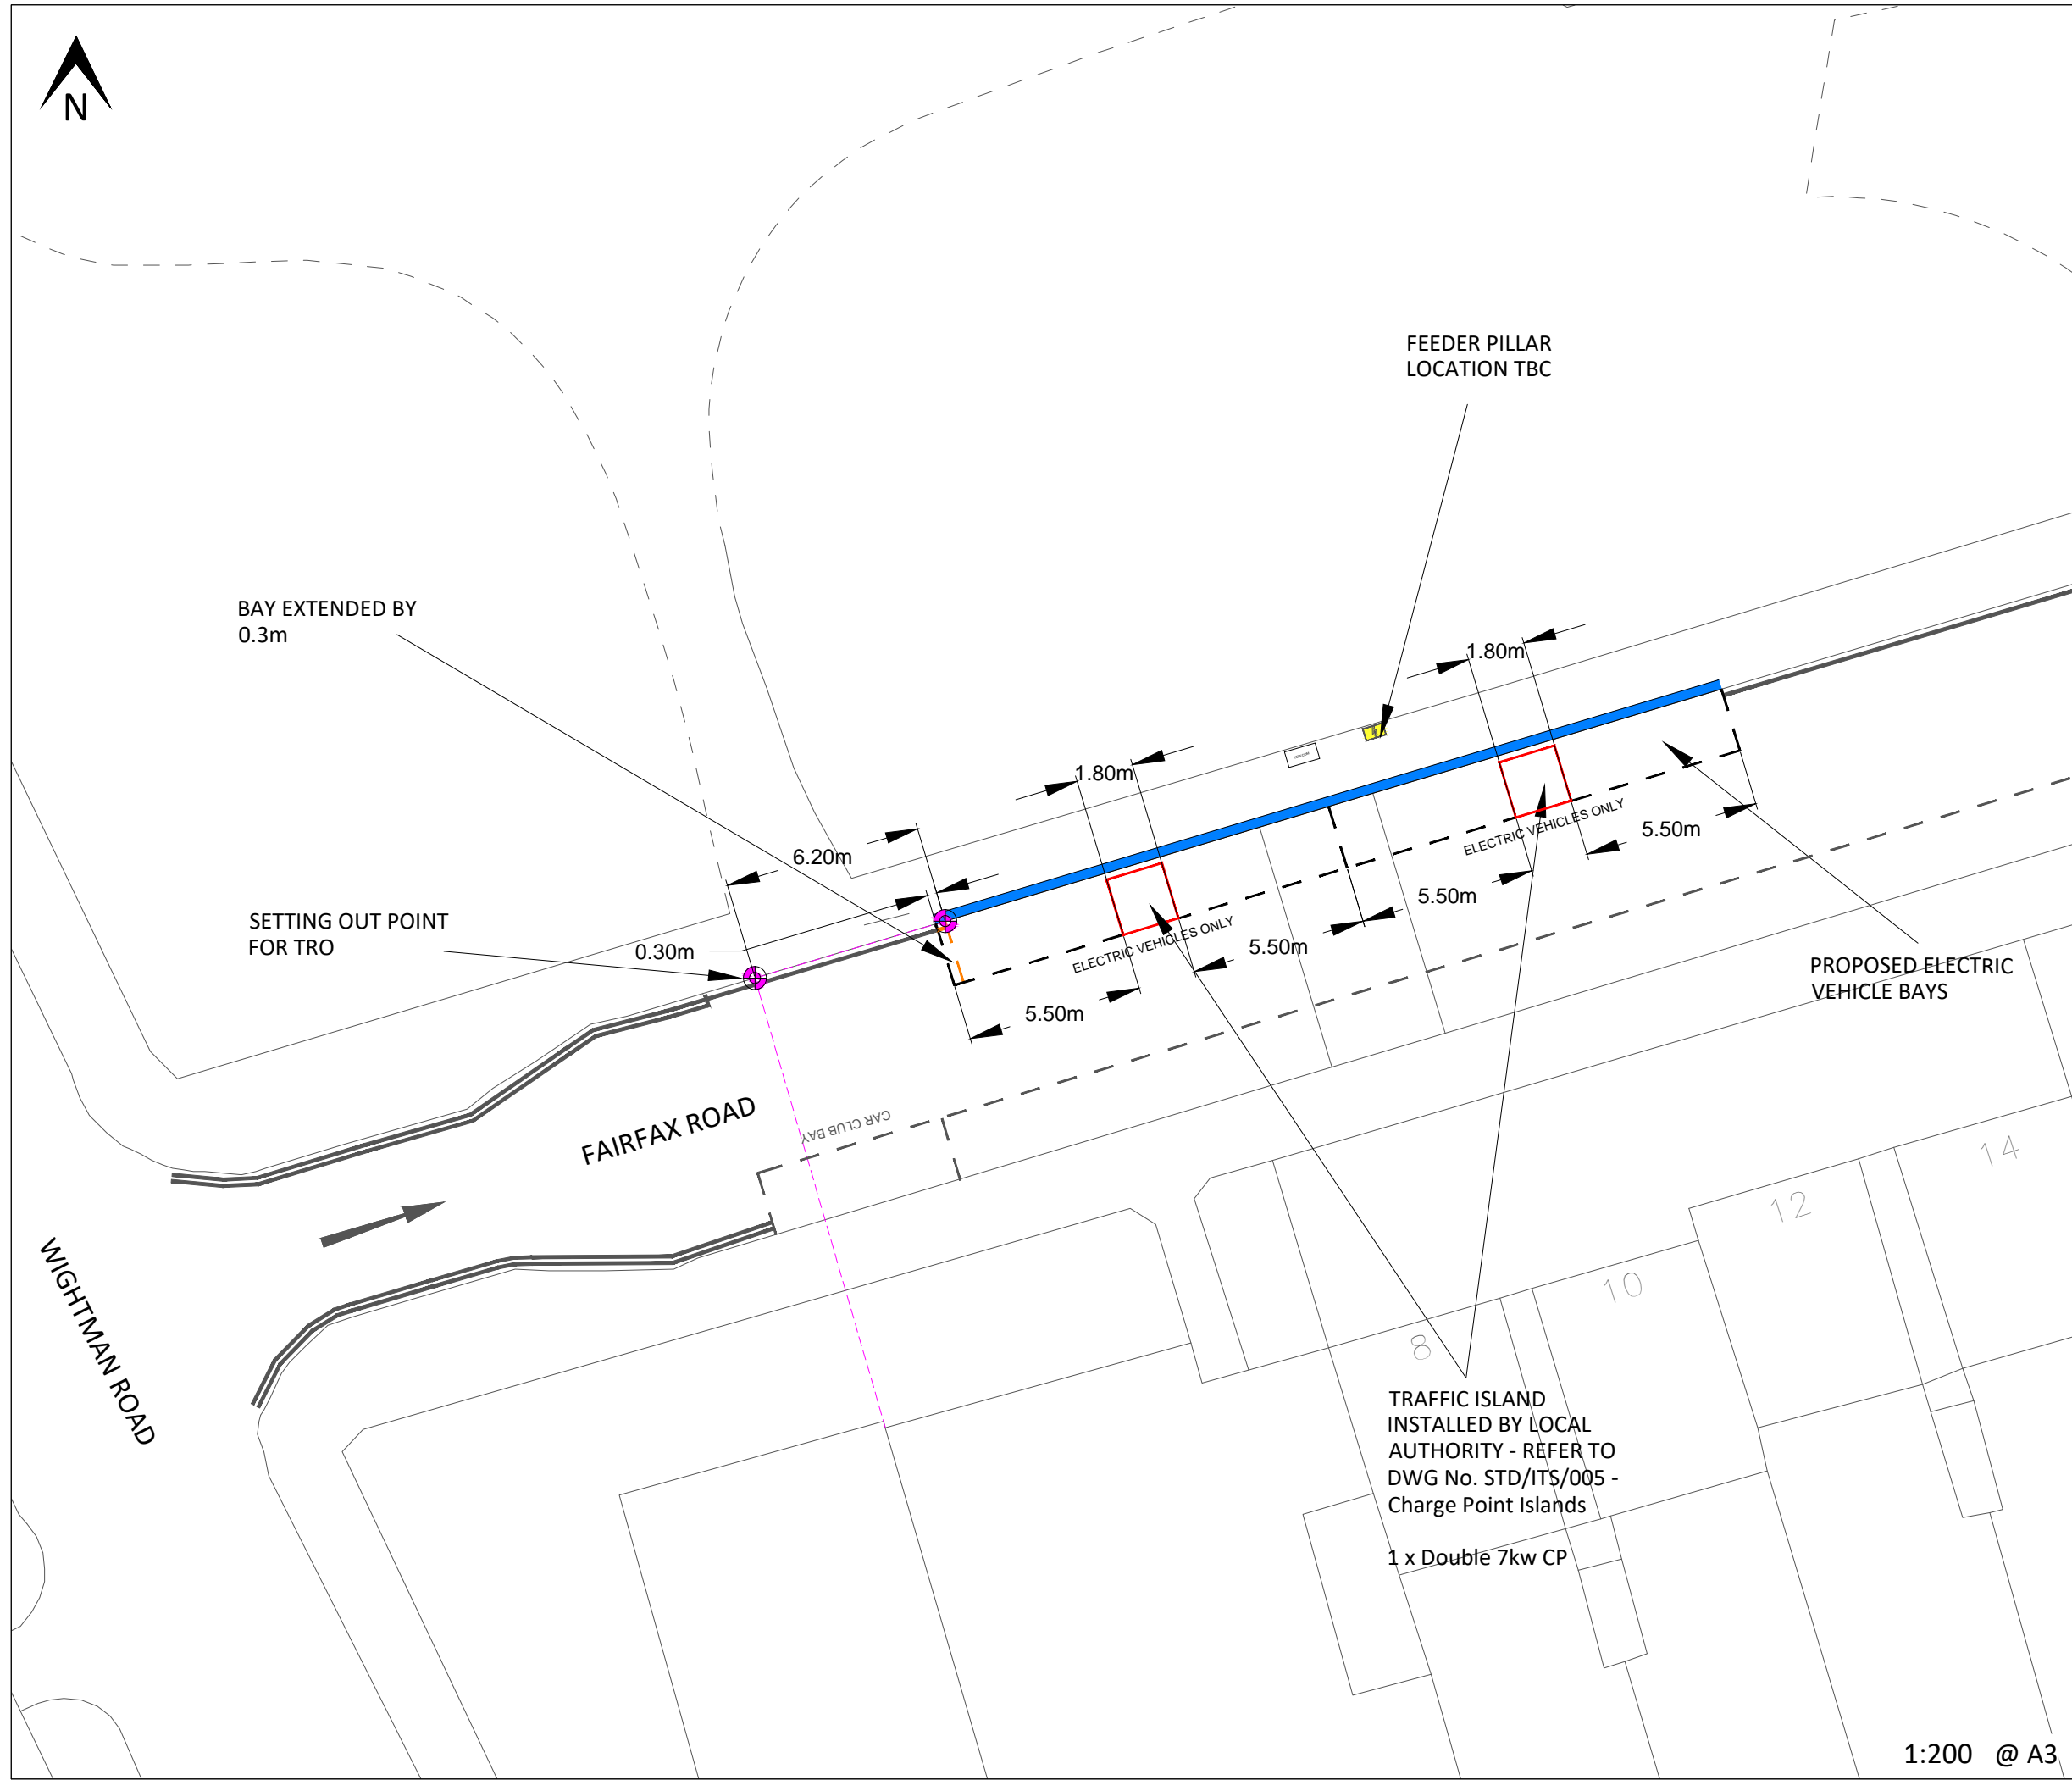 N
FEEDER PILLAR
LOCATION TBC
BAY EXTENDED BY
0.3m
1.80m
1.80m
6.20m
ELECTRIC VEHICLES ONLY
5.50m
5.50m
SETTING OUT POINT
FOR TRO
0.30m
ELECTRIC VEHICLES ONLY
5.50m
5.50m
PROPOSED ELECTRIC
VEHICLE BAYS
FAIRFAX ROAD
CAR CLUB BAY
WIGHTMAN ROAD
14
12
10
8
TRAFFIC ISLAND
INSTALLED BY LOCAL
AUTHORITY - REFER TO
DWG No. STD/ITS/005 -
Charge Point Islands
1 x Double 7kw CP
1:200 @ A3